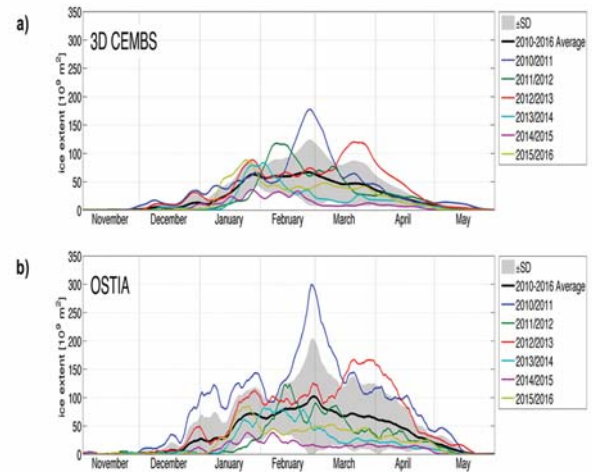 a)
3D CEMBS
ice extent [10⁹ m²]
350
300
250
200
150
100
50
0
November December January February March April May
±SD
2010-2016 Average
2010/2011
2011/2012
2012/2013
2013/2014
2014/2015
2015/2016
b)
OSTIA
ice extent [10⁹ m²]
350
300
250
200
150
100
50
0
November December January February March April May
±SD
2010-2016 Average
2010/2011
2011/2012
2012/2013
2013/2014
2014/2015
2015/2016